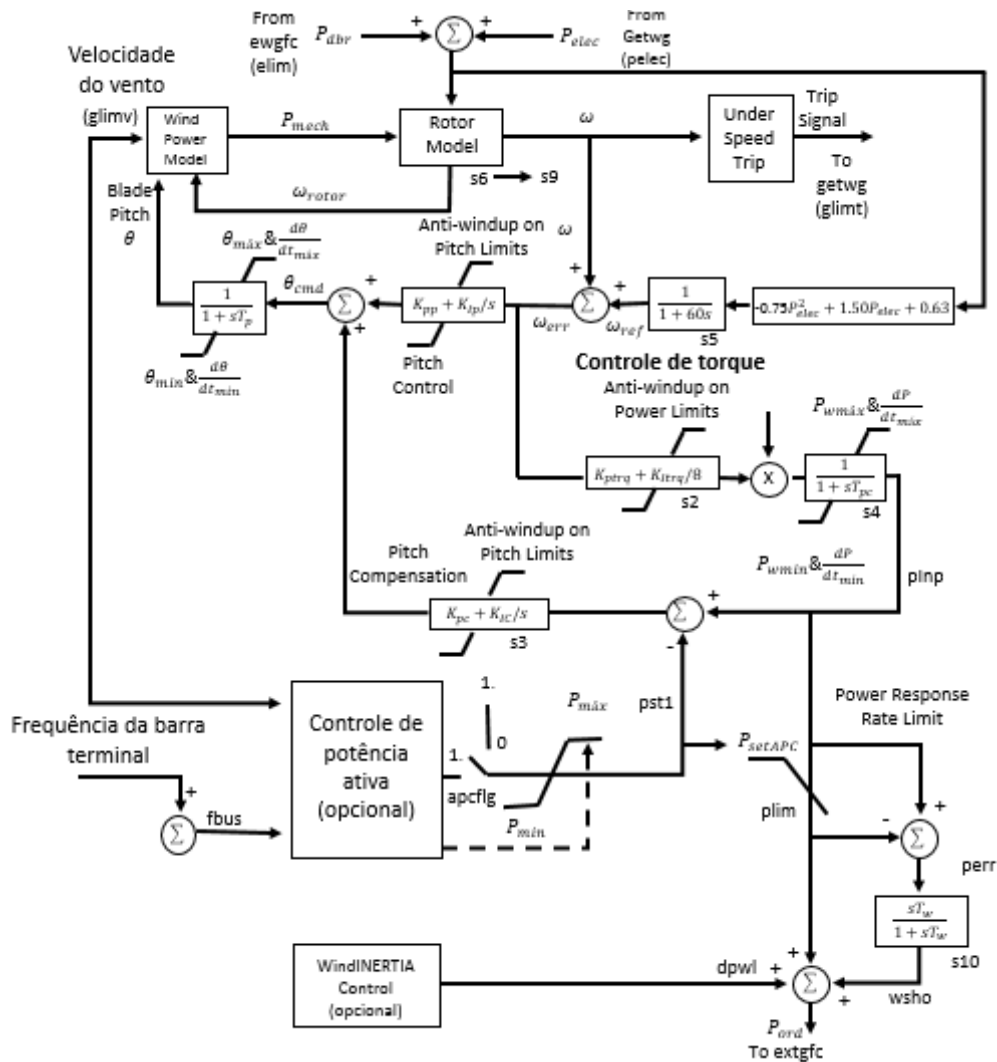 From
ewgfc
(elim)
P_dbr
+
Σ
+
P_elec
From
Getwg
(pelec)
Velocidade
do vento
(glimv)
Wind
Power
Model
P_mech
Rotor
Model
ω
Under
Speed
Trip
Trip
Signal
To
getwg
(glimt)
s6
s9
ω_rotor
Blade
Pitch
θ
Anti-windup on
Pitch Limits
ω
θ_máx & dθ/dt_máx
θ_cmd
1/(1 + sT_p)
+
Σ
+
+
K_pp + K_ip/s
+
Σ
+
1/(1 + 60s)
-0.75P²_elec + 1.50P_elec + 0.63
ω_err
ω_ref
s5
θ_min & dθ/dt_min
Pitch
Control
Controle de torque
Anti-windup on
Power Limits
P_wmáx & dP/dt_máx
K_ptrq + K_itrq/8
s2
X
1/(1 + sT_pc)
s4
Pitch
Compensation
Anti-windup on
Pitch Limits
P_wmin & dP/dt_min
pInp
K_pc + K_IC/s
s3
Σ
+
-
pst1
Frequência da barra
terminal
+
Σ
fbus
Controle de
potência
ativa
(opcional)
1.
0
1.
apcflg
P_máx
P_min
P_setAPC
Power Response
Rate Limit
plim
-
+
Σ
perr
sT_w/(1 + sT_w)
s10
WindINERTIA
Control
(opcional)
dpwl
+
+
Σ
+
wsho
P_ord
To extgfc